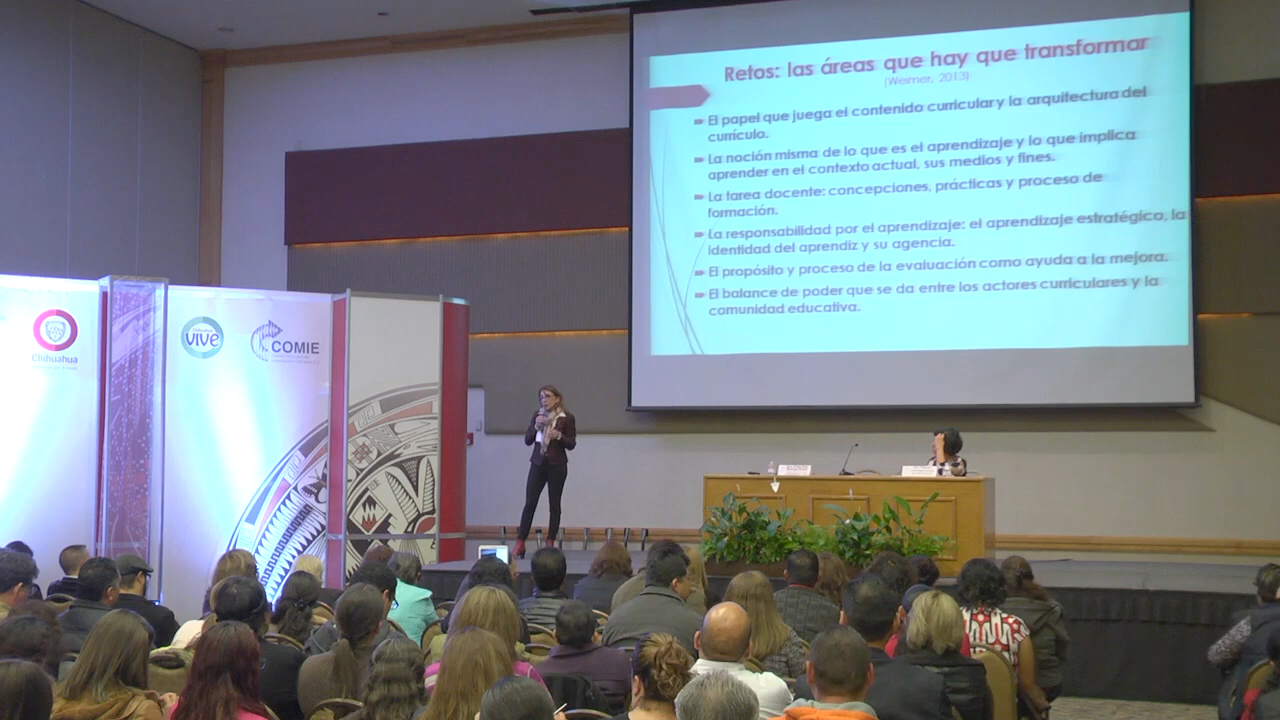 Retos: las áreas que hay que transformar
(Weimer, 2013)
El papel que juega el contenido curricular y la arquitectura del
currículo.
La noción misma de lo que es el aprendizaje y lo que implica
aprender en el contexto actual, sus medios y fines.
La tarea docente: concepciones, prácticas y proceso de
formación.
La responsabilidad por el aprendizaje: el aprendizaje estratégico, la
identidad del aprendiz y su agencia.
El propósito y proceso de la evaluación como ayuda a la mejora.
El balance de poder que se da entre los actores curriculares y la
comunidad educativa.
Chihuahua
Chihuahua
VIVE
COMIE